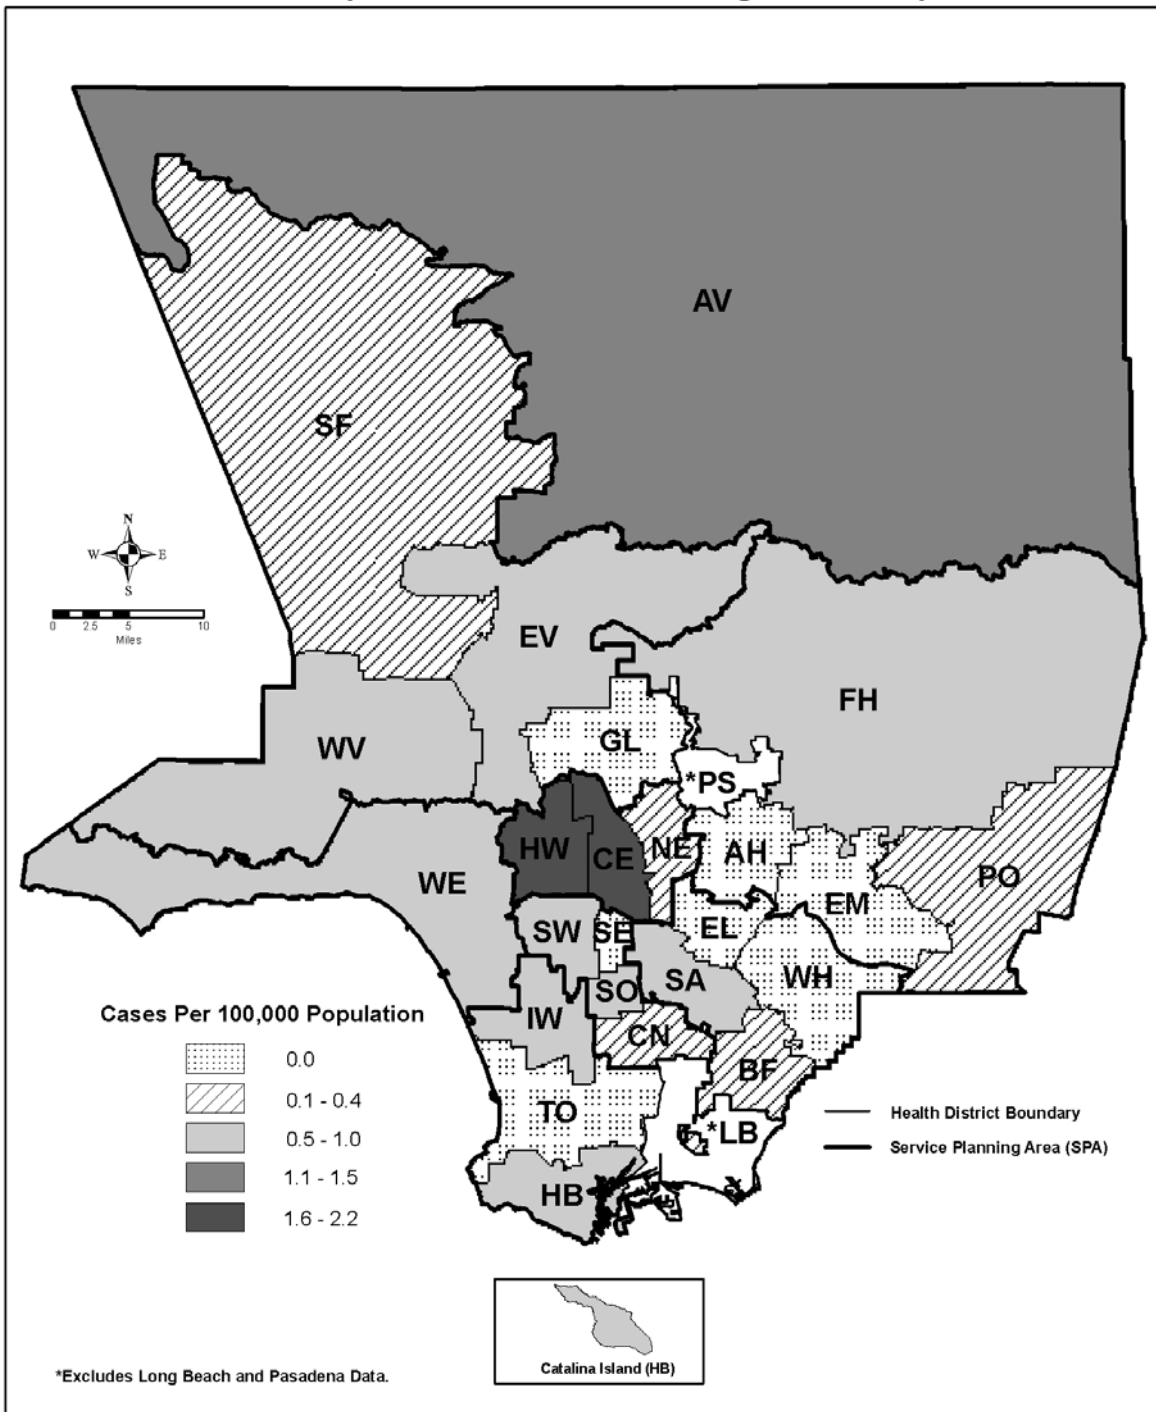 AV
SF
N
W E
S
0 2.5 5 10
Miles
EV
FH
WV
GL
*PS
HW
CE
NE
AH
PO
WE
EM
SW
SE
EL
WH
SA
SO
IW
CN
BF
TO
*LB
HB
Cases Per 100,000 Population
0.0
0.1 - 0.4
0.5 - 1.0
1.1 - 1.5
1.6 - 2.2
Health District Boundary
Service Planning Area (SPA)
Catalina Island (HB)
*Excludes Long Beach and Pasadena Data.